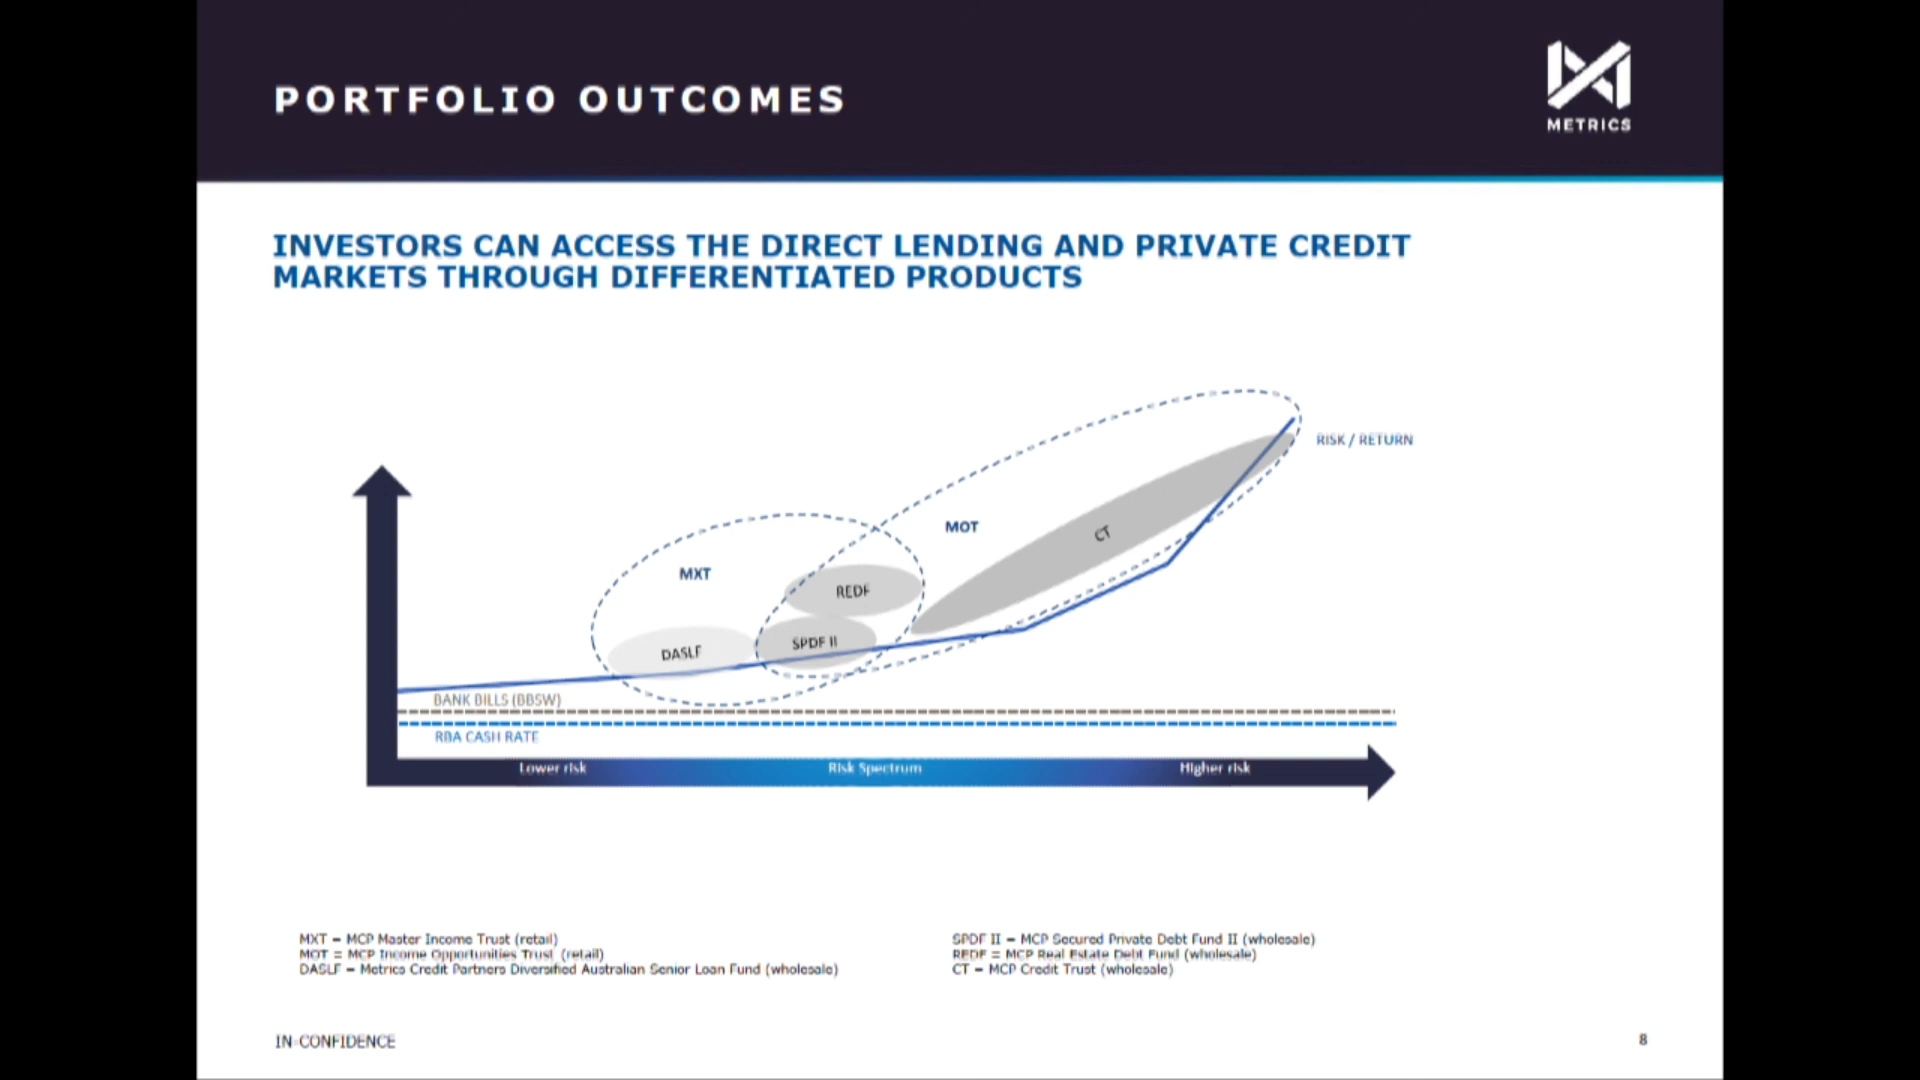 PORTFOLIO OUTCOMES
METRICS
INVESTORS CAN ACCESS THE DIRECT LENDING AND PRIVATE CREDIT
MARKETS THROUGH DIFFERENTIATED PRODUCTS
RISK / RETURN
MOT
CT
MXT
REDF
SPDF II
DASLF
BANK BILLS (BBSW)
RBA CASH RATE
Lower risk
Risk Spectrum
Higher risk
MXT = MCP Master Income Trust (retail)
MOT = MCP Income Opportunities Trust (retail)
DASLF = Metrics Credit Partners Diversified Australian Senior Loan Fund (wholesale)
SPDF II = MCP Secured Private Debt Fund II (wholesale)
REDF = MCP Real Estate Debt Fund (wholesale)
CT = MCP Credit Trust (wholesale)
IN-CONFIDENCE
8